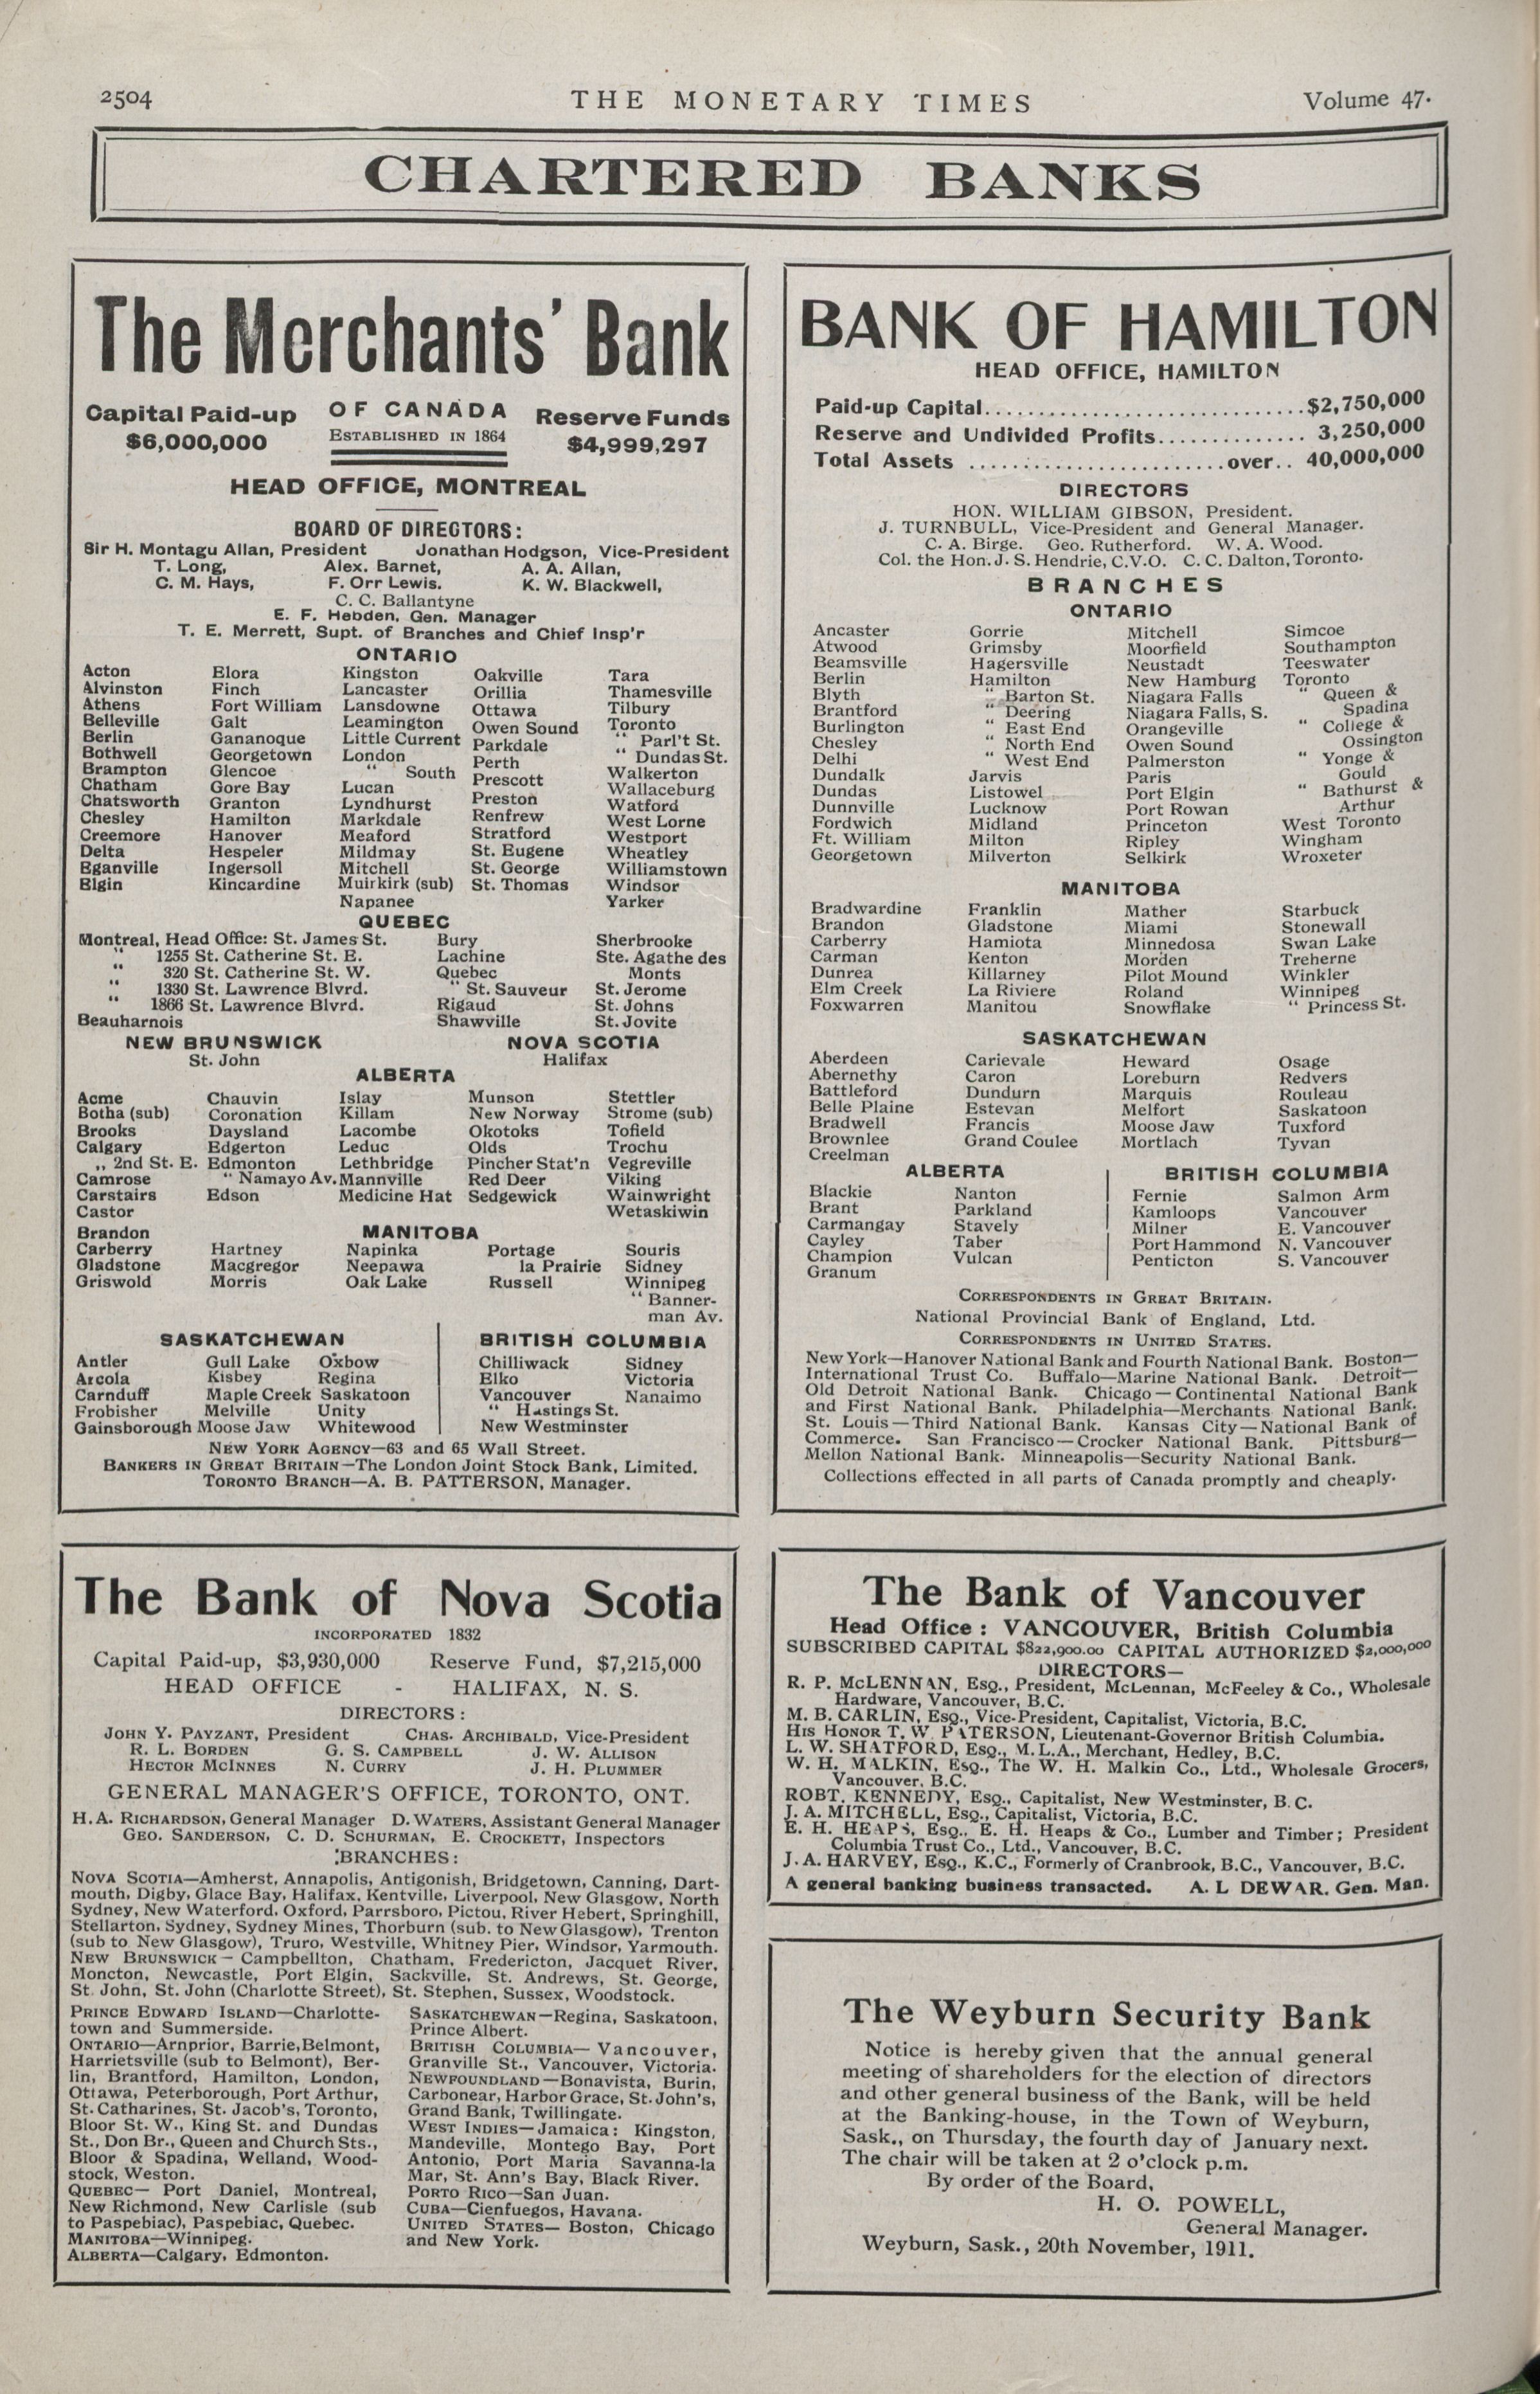 2504
THE MONETARY TIMES
Volume 47.
CHARTERED BANKS
The Merchants' Bank
Capital Paid-up OF CANADA Reserve Funds
$6,000,000 ESTABLISHED IN 1864 $4,999,297
HEAD OFFICE, MONTREAL
BOARD OF DIRECTORS:
Sir H. Montagu Allan, President Jonathan Hodgson, Vice-President
T. Long, Alex. Barnet, A. A. Allan,
C. M. Hays, F. Orr Lewis. K. W. Blackwell,
C. C. Ballantyne
E. F. Hebden, Gen. Manager
T. E. Merrett, Supt. of Branches and Chief Insp'r
ONTARIO
Acton Elora Kingston Oakville Tara
Alvinston Finch Lancaster Orillia Thamesville
Athens Fort William Lansdowne Ottawa Tilbury
Belleville Galt Leamington Owen Sound Toronto
Berlin Gananoque Little Current Parkdale " Parl't St.
Bothwell Georgetown London Perth " Dundas St.
Brampton Glencoe " South Prescott Walkerton
Chatham Gore Bay Lucan Preston Wallaceburg
Chatsworth Granton Lyndhurst Renfrew Watford
Chesley Hamilton Markdale Stratford West Lorne
Creemore Hanover Meaford St. Eugene Westport
Delta Hespeler Mildmay St. George Wheatley
Eganville Ingersoll Mitchell St. Thomas Williamstown
Elgin Kincardine Muirkirk (sub) Windsor
Napanee Yarker
QUEBEC
Montreal, Head Office: St. James St. Bury Sherbrooke
" 1255 St. Catherine St. E. Lachine Ste. Agathe des
" 320 St. Catherine St. W. Quebec Monts
" 1330 St. Lawrence Blvrd. " St. Sauveur St. Jerome
" 1866 St. Lawrence Blvrd. Rigaud St. Johns
Beauharnois Shawville St. Jovite
NEW BRUNSWICK NOVA SCOTIA
St. John Halifax
ALBERTA
Acme Chauvin Islay Munson Stettler
Botha (sub) Coronation Killam New Norway Strome (sub)
Brooks Daysland Lacombe Okotoks Tofield
Calgary Edgerton Leduc Olds Trochu
,, 2nd St. E. Edmonton Lethbridge Pincher Stat'n Vegreville
Camrose " Namayo Av. Mannville Red Deer Viking
Carstairs Edson Medicine Hat Sedgewick Wainwright
Castor Wetaskiwin
MANITOBA
Brandon
Carberry Hartney Napinka Portage Souris
Gladstone Macgregor Neepawa la Prairie Sidney
Griswold Morris Oak Lake Russell Winnipeg
" Banner-
man Av.
SASKATCHEWAN
Antler Gull Lake Oxbow
Arcola Kisbey Regina
Carnduff Maple Creek Saskatoon
Frobisher Melville Unity
Gainsborough Moose Jaw Whitewood
BRITISH COLUMBIA
Chilliwack Sidney
Elko Victoria
Vancouver Nanaimo
" Hastings St.
New Westminster
NEW YORK AGENCY—63 and 65 Wall Street.
BANKERS IN GREAT BRITAIN—The London Joint Stock Bank, Limited.
TORONTO BRANCH—A. B. PATTERSON, Manager.
BANK OF HAMILTON
HEAD OFFICE, HAMILTON
Paid-up Capital..............................$2,750,000
Reserve and Undivided Profits.............. 3,250,000
Total Assets ........................over.. 40,000,000
DIRECTORS
HON. WILLIAM GIBSON, President.
J. TURNBULL, Vice-President and General Manager.
C. A. Birge. Geo. Rutherford. W. A. Wood.
Col. the Hon. J. S. Hendrie, C.V.O. C. C. Dalton, Toronto.
BRANCHES
ONTARIO
Ancaster Gorrie Mitchell Simcoe
Atwood Grimsby Moorfield Southampton
Beamsville Hagersville Neustadt Teeswater
Berlin Hamilton New Hamburg Toronto
Blyth " Barton St. Niagara Falls " Queen &
Brantford " Deering Niagara Falls, S. Spadina
Burlington " East End Orangeville " College &
Chesley " North End Owen Sound Ossington
Delhi " West End Palmerston " Yonge &
Dundalk Jarvis Paris Gould
Dundas Listowel Port Elgin " Bathurst &
Dunnville Lucknow Port Rowan Arthur
Fordwich Midland Princeton West Toronto
Ft. William Milton Ripley Wingham
Georgetown Milverton Selkirk Wroxeter
MANITOBA
Bradwardine Franklin Mather Starbuck
Brandon Gladstone Miami Stonewall
Carberry Hamiota Minnedosa Swan Lake
Carman Kenton Morden Treherne
Dunrea Killarney Pilot Mound Winkler
Elm Creek La Riviere Roland Winnipeg
Foxwarren Manitou Snowflake " Princess St.
SASKATCHEWAN
Aberdeen Carievale Heward Osage
Abernethy Caron Loreburn Redvers
Battleford Dundurn Marquis Rouleau
Belle Plaine Estevan Melfort Saskatoon
Bradwell Francis Moose Jaw Tuxford
Brownlee Grand Coulee Mortlach Tyvan
Creelman
ALBERTA
Blackie Nanton
Brant Parkland
Carmangay Stavely
Cayley Taber
Champion Vulcan
Granum
BRITISH COLUMBIA
Fernie Salmon Arm
Kamloops Vancouver
Milner E. Vancouver
Port Hammond N. Vancouver
Penticton S. Vancouver
CORRESPONDENTS IN GREAT BRITAIN.
National Provincial Bank of England, Ltd.
CORRESPONDENTS IN UNITED STATES.
New York—Hanover National Bank and Fourth National Bank. Boston—
International Trust Co. Buffalo—Marine National Bank. Detroit—
Old Detroit National Bank. Chicago—Continental National Bank
and First National Bank. Philadelphia—Merchants National Bank.
St. Louis—Third National Bank. Kansas City—National Bank of
Commerce. San Francisco—Crocker National Bank. Pittsburg—
Mellon National Bank. Minneapolis—Security National Bank.
Collections effected in all parts of Canada promptly and cheaply.
The Bank of Nova Scotia
INCORPORATED 1832
Capital Paid-up, $3,930,000 Reserve Fund, $7,215,000
HEAD OFFICE - HALIFAX, N. S.
DIRECTORS:
JOHN Y. PAYZANT, President CHAS. ARCHIBALD, Vice-President
R. L. BORDEN G. S. CAMPBELL J. W. ALLISON
HECTOR MCINNES N. CURRY J. H. PLUMMER
GENERAL MANAGER'S OFFICE, TORONTO, ONT.
H. A. RICHARDSON, General Manager D. WATERS, Assistant General Manager
GEO. SANDERSON, C. D. SCHURMAN, E. CROCKETT, Inspectors
BRANCHES:
NOVA SCOTIA—Amherst, Annapolis, Antigonish, Bridgetown, Canning, Dart-
mouth, Digby, Glace Bay, Halifax, Kentville, Liverpool, New Glasgow, North
Sydney, New Waterford, Oxford, Parrsboro, Pictou, River Hebert, Springhill,
Stellarton, Sydney, Sydney Mines, Thorburn (sub. to New Glasgow), Trenton
(sub to New Glasgow), Truro, Westville, Whitney Pier, Windsor, Yarmouth.
NEW BRUNSWICK— Campbellton, Chatham, Fredericton, Jacquet River,
Moncton, Newcastle, Port Elgin, Sackville, St. Andrews, St. George,
St. John, St. John (Charlotte Street), St. Stephen, Sussex, Woodstock.
PRINCE EDWARD ISLAND—Charlotte-
town and Summerside.
ONTARIO—Arnprior, Barrie, Belmont,
Harrietsville (sub to Belmont), Ber-
lin, Brantford, Hamilton, London,
Ottawa, Peterborough, Port Arthur,
St. Catharines, St. Jacob's, Toronto,
Bloor St. W., King St. and Dundas
St., Don Br., Queen and Church Sts.,
Bloor & Spadina, Welland, Wood-
stock, Weston.
QUEBEC— Port Daniel, Montreal,
New Richmond, New Carlisle (sub
to Paspebiac), Paspebiac, Quebec.
MANITOBA—Winnipeg.
ALBERTA—Calgary, Edmonton.
SASKATCHEWAN—Regina, Saskatoon,
Prince Albert.
BRITISH COLUMBIA— Vancouver,
Granville St., Vancouver, Victoria.
NEWFOUNDLAND—Bonavista, Burin,
Carbonear, Harbor Grace, St. John's,
Grand Bank, Twillingate.
WEST INDIES—Jamaica: Kingston,
Mandeville, Montego Bay, Port
Antonio, Port Maria Savanna-la
Mar, St. Ann's Bay, Black River.
PORTO RICO—San Juan.
CUBA—Cienfuegos, Havana.
UNITED STATES— Boston, Chicago
and New York.
The Bank of Vancouver
Head Office : VANCOUVER, British Columbia
SUBSCRIBED CAPITAL $822,900.00 CAPITAL AUTHORIZED $2,000,000
DIRECTORS—
R. P. McLENNAN, Esq., President, McLennan, McFeeley & Co., Wholesale
Hardware, Vancouver, B.C.
M. B. CARLIN, Esq., Vice-President, Capitalist, Victoria, B.C.
HIS HONOR T. W. PATERSON, Lieutenant-Governor British Columbia.
L. W. SHATFORD, Esq., M.L.A., Merchant, Hedley, B.C.
W. H. MALKIN, Esq., The W. H. Malkin Co., Ltd., Wholesale Grocers,
Vancouver, B.C.
ROBT. KENNEDY, Esq., Capitalist, New Westminster, B.C.
J. A. MITCHELL, Esq., Capitalist, Victoria, B.C.
E. H. HEAPS, Esq., E. H. Heaps & Co., Lumber and Timber; President
Columbia Trust Co., Ltd., Vancouver, B.C.
J. A. HARVEY, Esq., K.C., Formerly of Cranbrook, B.C., Vancouver, B.C.
A general banking business transacted. A. L DEWAR. Gen. Man.
The Weyburn Security Bank
Notice is hereby given that the annual general
meeting of shareholders for the election of directors
and other general business of the Bank, will be held
at the Banking-house, in the Town of Weyburn,
Sask., on Thursday, the fourth day of January next.
The chair will be taken at 2 o'clock p.m.
By order of the Board,
H. O. POWELL,
General Manager.
Weyburn, Sask., 20th November, 1911.